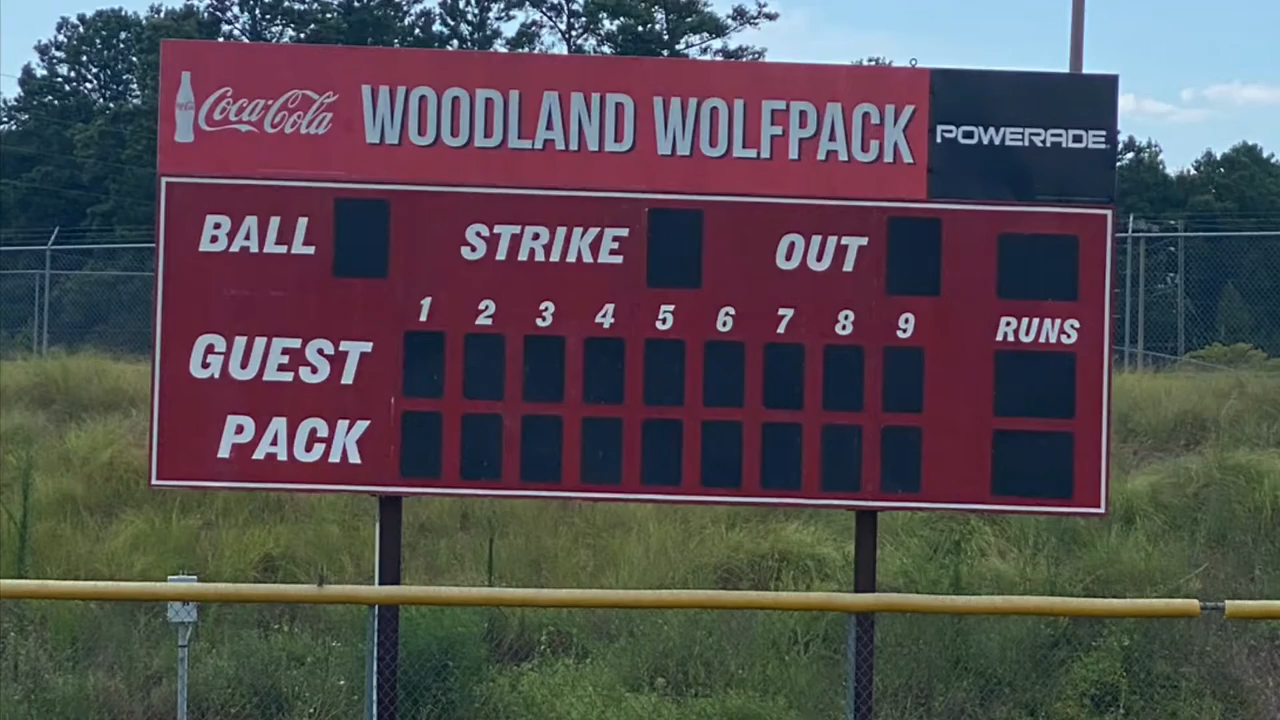 Coca-Cola WOODLAND WOLFPACK POWERADE
BALL STRIKE OUT
1 2 3 4 5 6 7 8 9 RUNS
GUEST
PACK